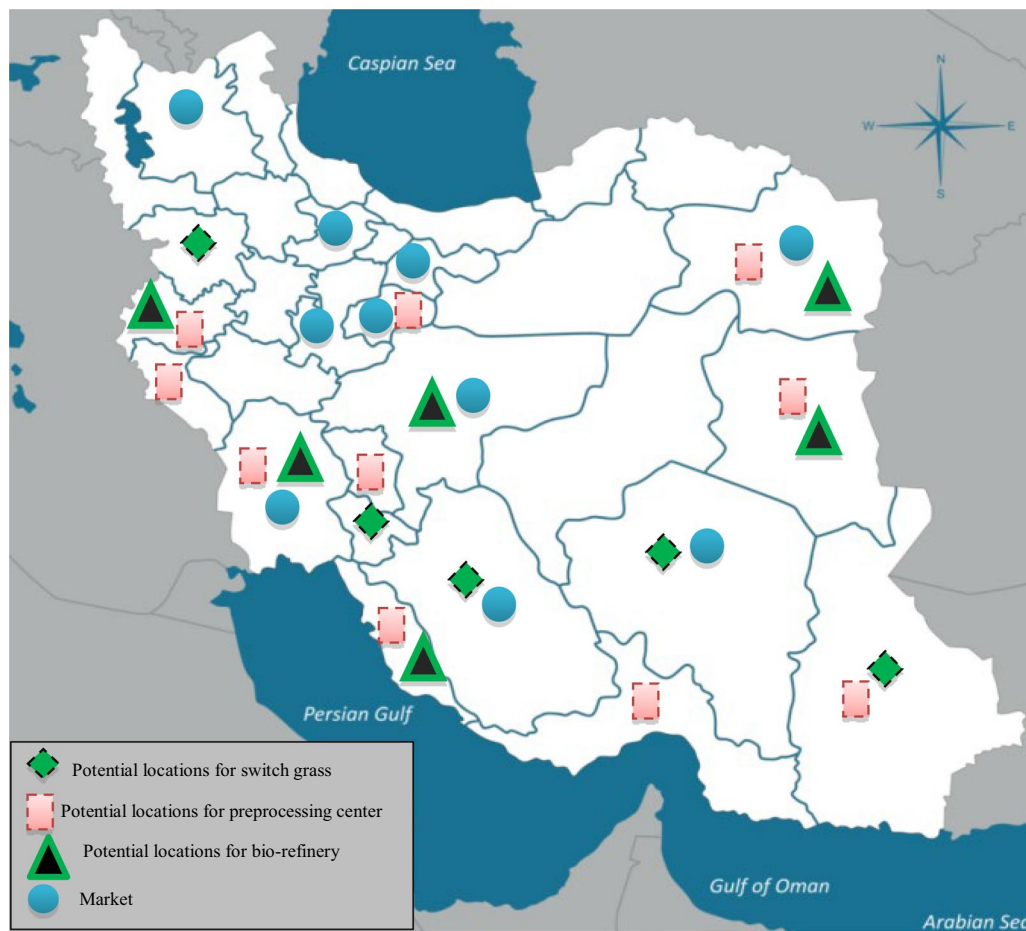 Caspian Sea
N
W
E
S
Persian Gulf
Potential locations for switch grass
Potential locations for preprocessing center
Potential locations for bio-refinery
Market
Gulf of Oman
Arabian Sea